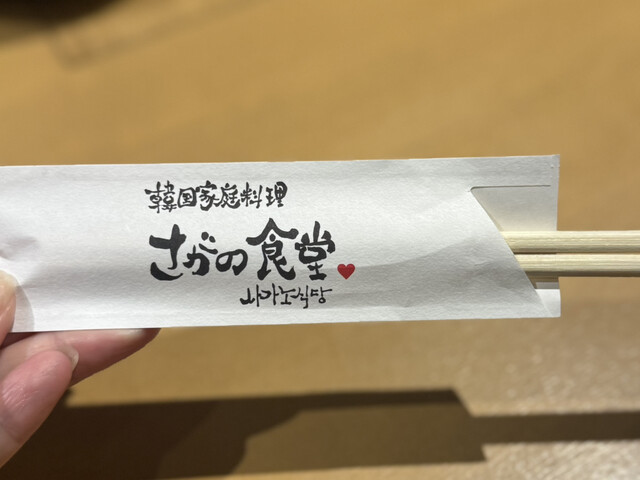 韓国家庭料理
さがの食堂
사가노식당